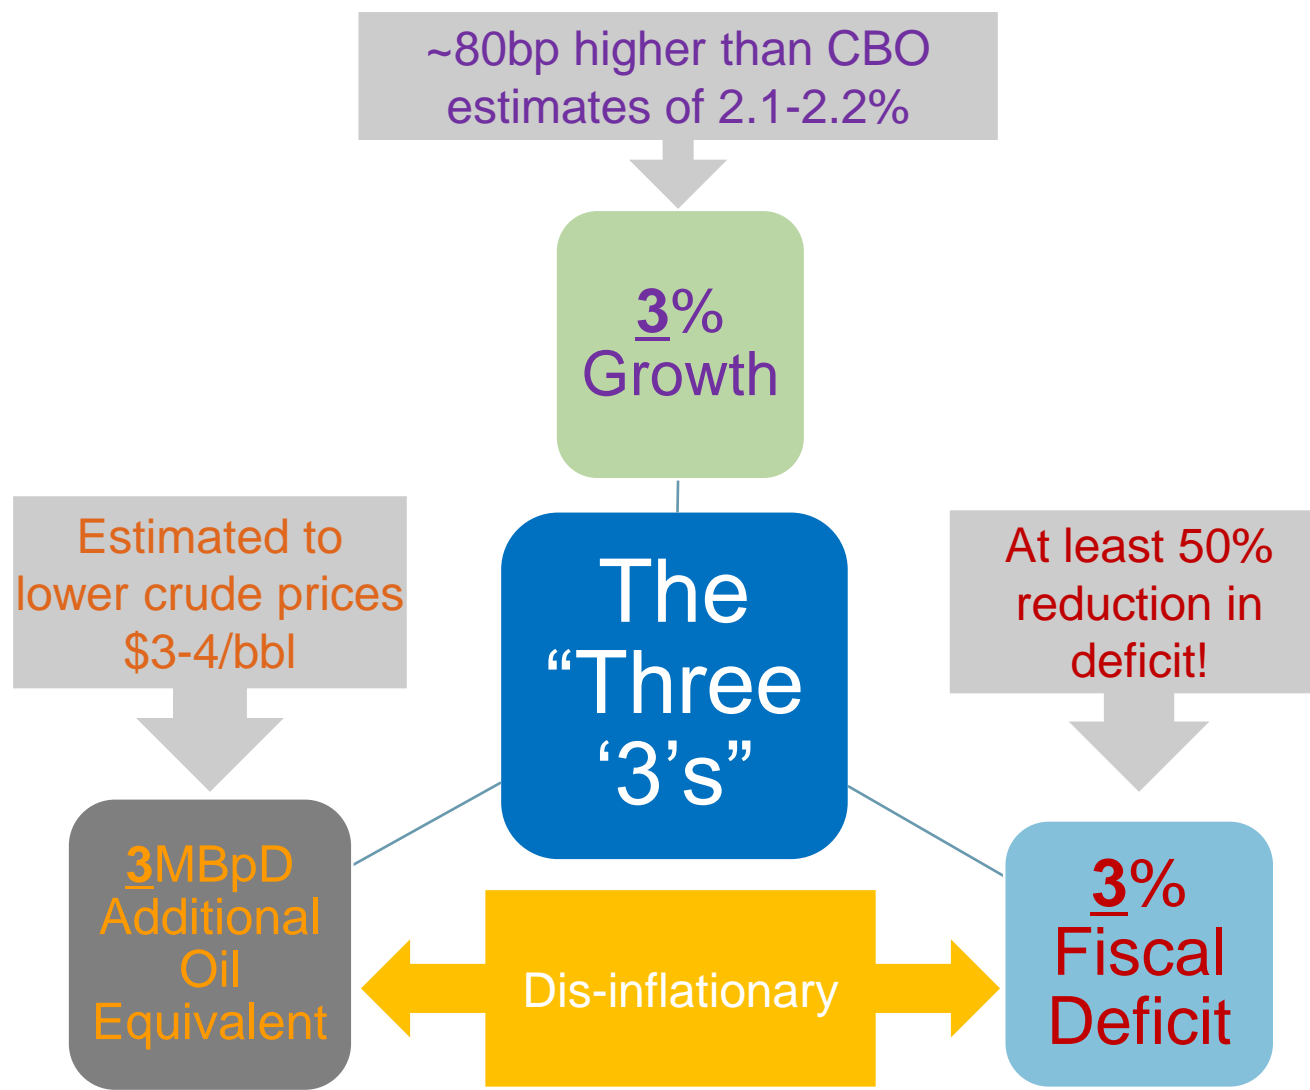 ~80bp higher than CBO
estimates of 2.1-2.2%
3%
Growth
Estimated to
lower crude prices
$3-4/bbl
The
“Three
‘3’s”
At least 50%
reduction in
deficit!
3MBpD
Additional
Oil
Equivalent
Dis-inflationary
3%
Fiscal
Deficit